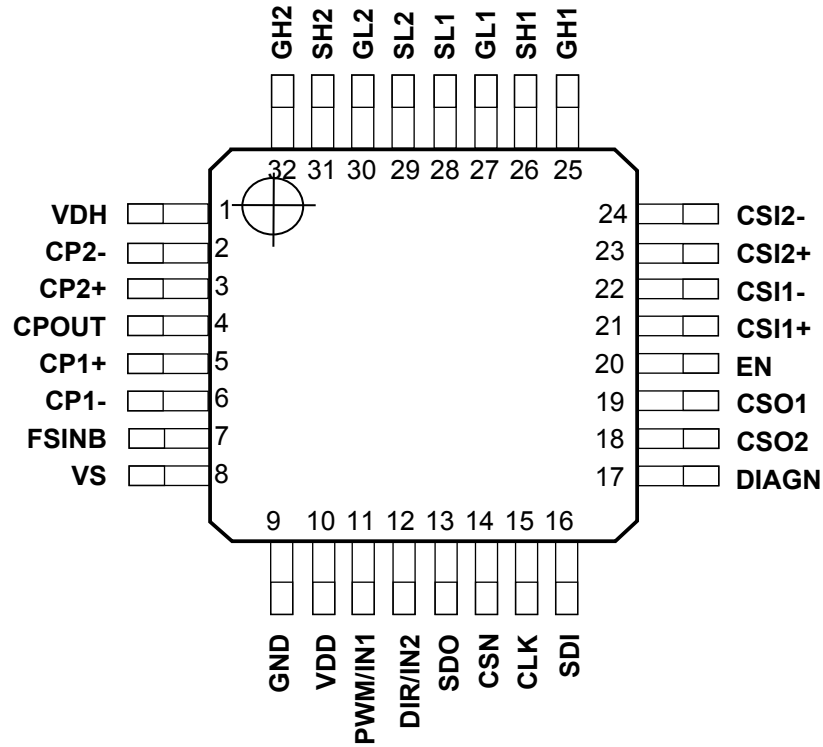 GH2 SH2 GL2 SL2 SL1 GL1 SH1 GH1
32 31 30 29 28 27 26 25
VDH 1 24 CSI2-
CP2- 2 23 CSI2+
CP2+ 3 22 CSI1-
CPOUT 4 21 CSI1+
CP1+ 5 20 EN
CP1- 6 19 CSO1
FSINB 7 18 CSO2
VS 8 17 DIAGN
9 10 11 12 13 14 15 16
GND VDD PWM/IN1 DIR/IN2 SDO CSN CLK SDI